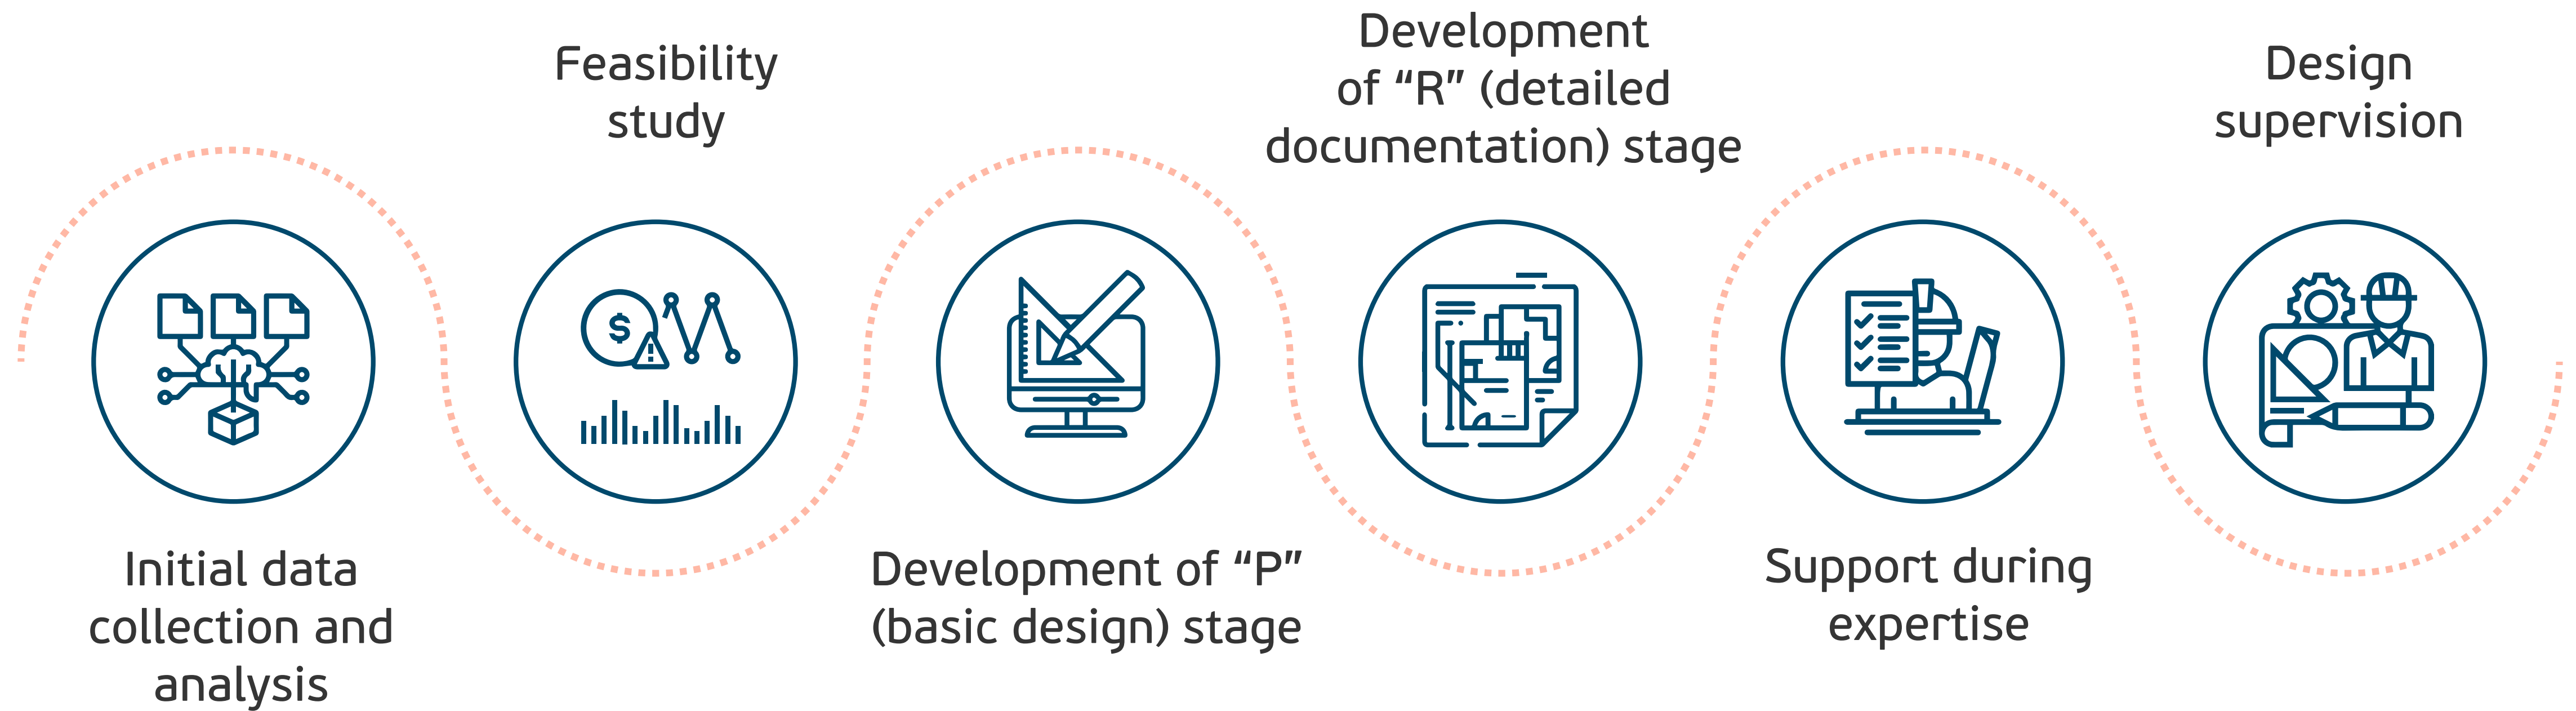 Initial data
collection and
analysis
Feasibility
study
$
!
Development of “P”
(basic design) stage
Development
of “R” (detailed
documentation) stage
Support during
expertise
Design
supervision